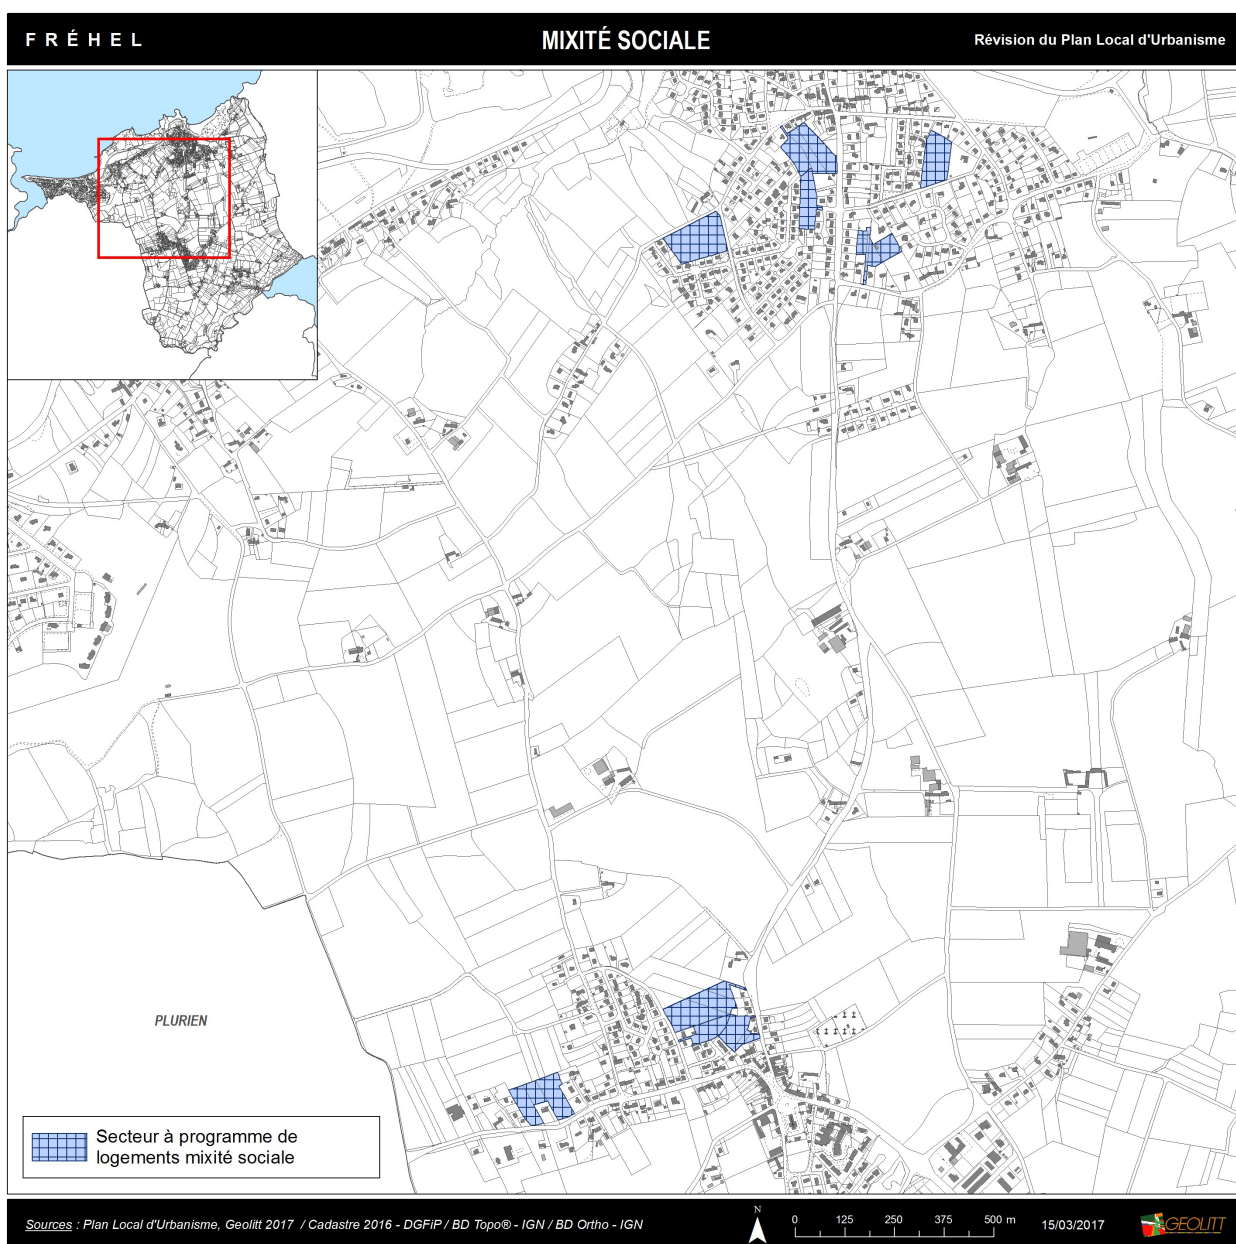 FRÉHEL
MIXITÉ SOCIALE
Révision du Plan Local d'Urbanisme
PLURIEN
Secteur à programme de
logements mixité sociale
Sources : Plan Local d'Urbanisme, Geolitt 2017 / Cadastre 2016 - DGFiP / BD Topo® - IGN / BD Ortho - IGN
N
0 125 250 375 500 m
15/03/2017
GEOLITT